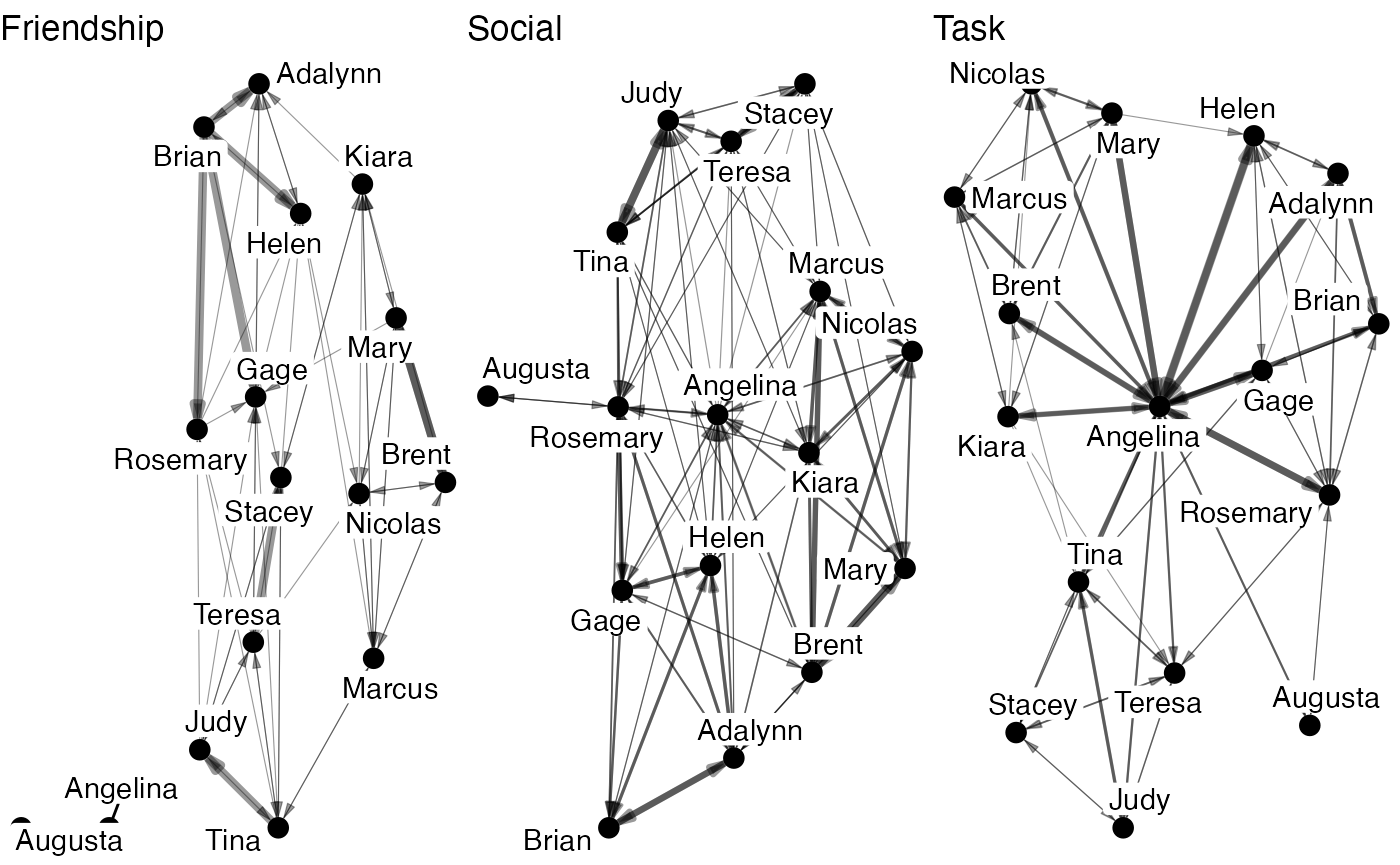 Friendship
Adalynn
Brian
Kiara
Helen
Mary
Gage
Rosemary
Brent
Stacey
Nicolas
Teresa
Marcus
Judy
Angelina
Augusta
Tina
Social
Judy
Stacey
Teresa
Tina
Marcus
Nicolas
Augusta
Angelina
Rosemary
Kiara
Helen
Mary
Gage
Brent
Adalynn
Brian
Task
Nicolas
Helen
Mary
Marcus
Adalynn
Brent
Brian
Gage
Angelina
Kiara
Rosemary
Tina
Stacey
Teresa
Augusta
Judy